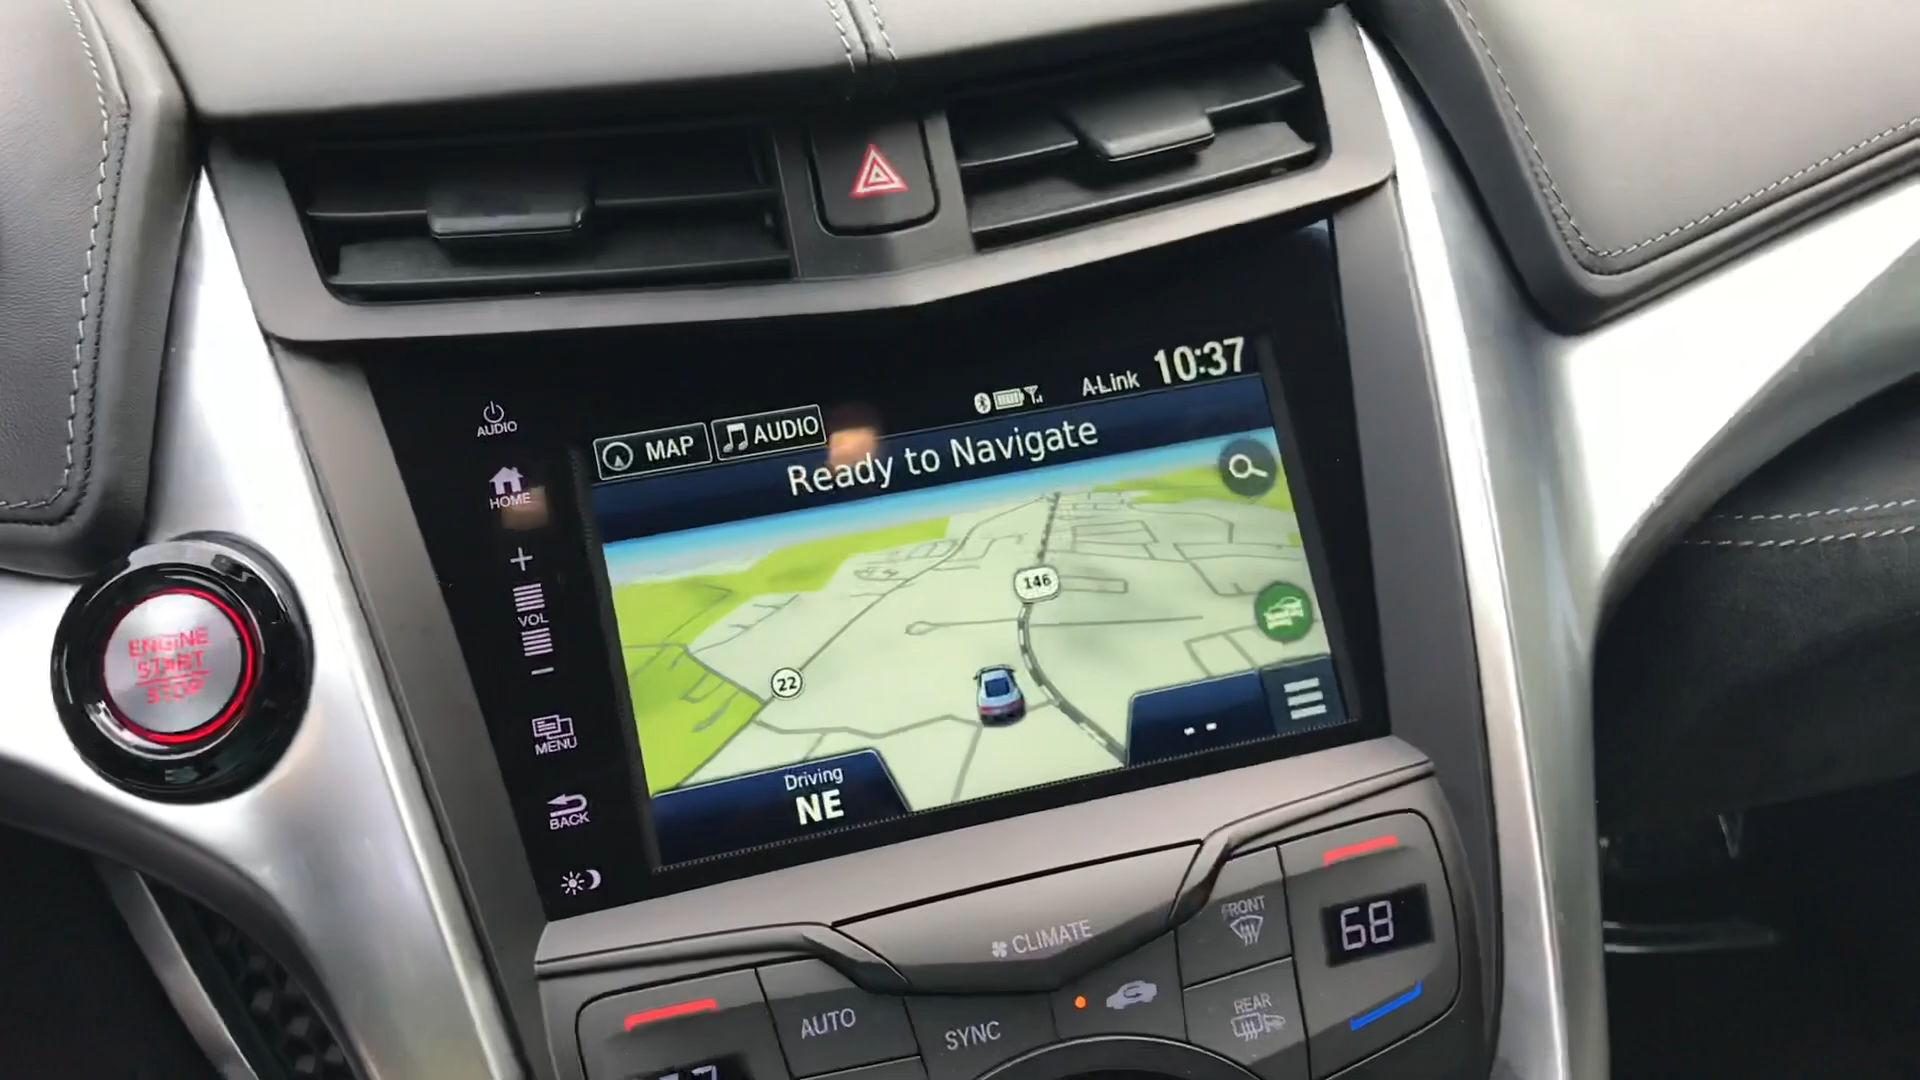 AUDIO
HOME
VOL
MENU
BACK
ENGINE
START
STOP
MAP
AUDIO
A-Link
10:37
Ready to Navigate
146
22
Driving
NE
CLIMATE
FRONT
68
AUTO
SYNC
REAR